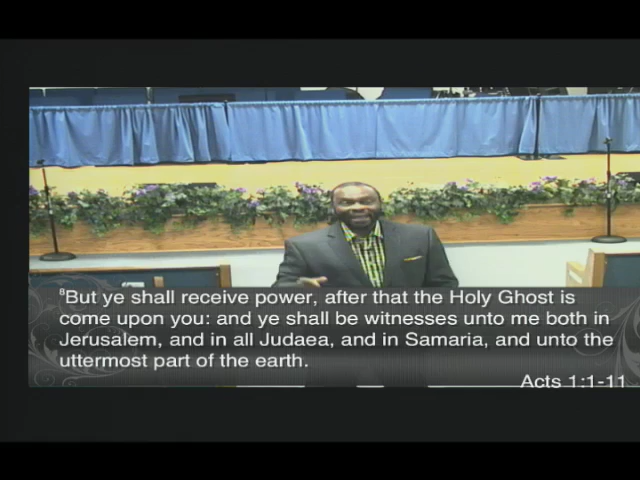 ⁸But ye shall receive power, after that the Holy Ghost is
come upon you: and ye shall be witnesses unto me both in
Jerusalem, and in all Judaea, and in Samaria, and unto the
uttermost part of the earth.
Acts 1:1-11